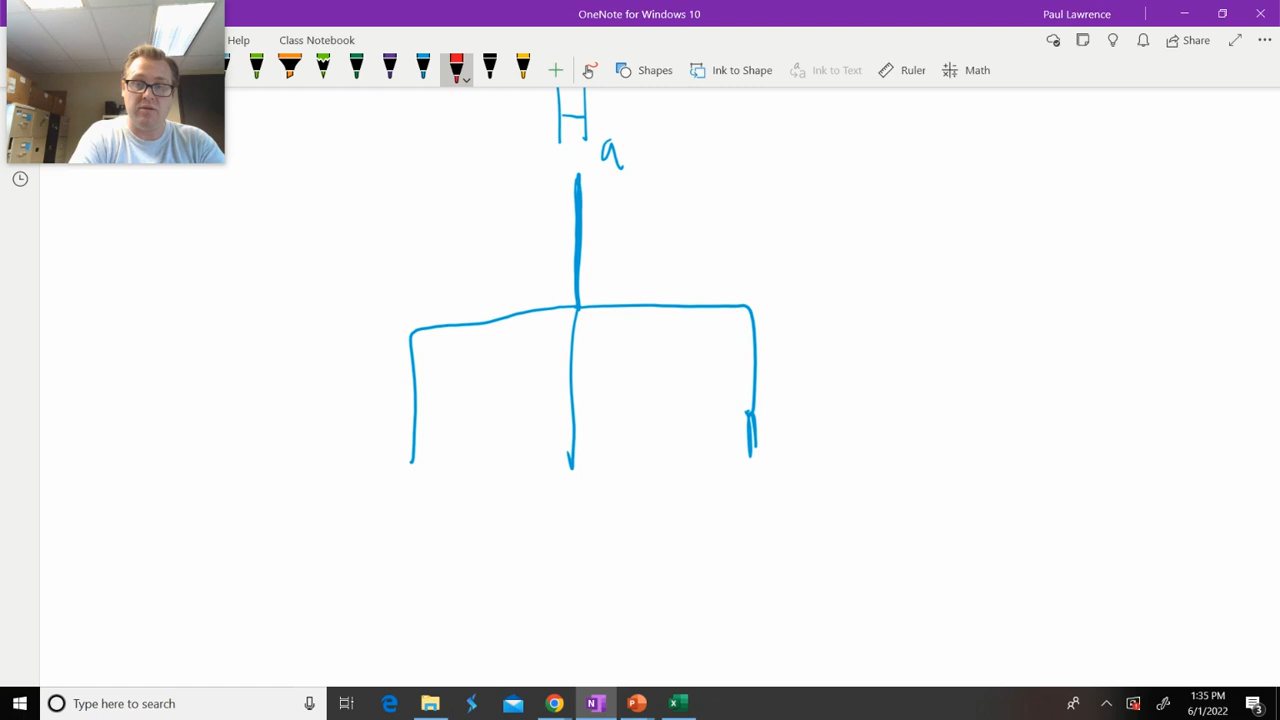 OneNote for Windows 10
Paul Lawrence
Help
Class Notebook
Share
Shapes
Ink to Shape
Ink to Text
Ruler
Math
H
a
Type here to search
1:35 PM
6/1/2022
3